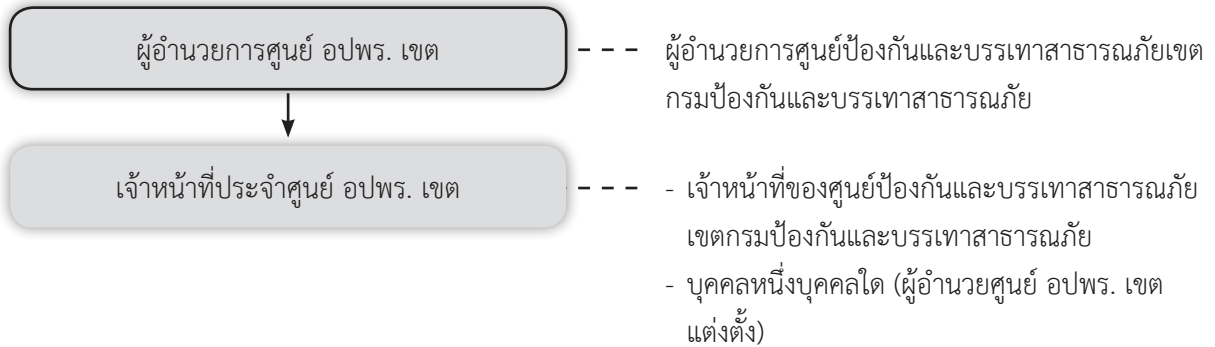 ผู้อำนวยการศูนย์ อปพร. เขต
ผู้อำนวยการศูนย์ป้องกันและบรรเทาสาธารณภัยเขต
กรมป้องกันและบรรเทาสาธารณภัย
เจ้าหน้าที่ประจำศูนย์ อปพร. เขต
- เจ้าหน้าที่ของศูนย์ป้องกันและบรรเทาสาธารณภัย
เขตกรมป้องกันและบรรเทาสาธารณภัย
- บุคคลหนึ่งบุคคลใด (ผู้อำนวยศูนย์ อปพร. เขต
แต่งตั้ง)